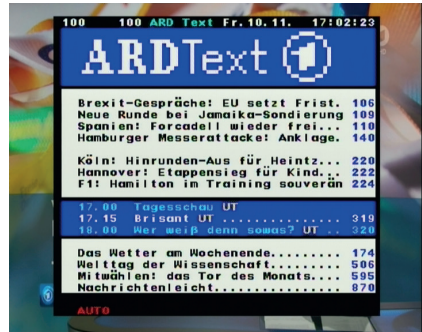 100 100 ARD Text Fr.10.11. 17:02:23
ARDText 1
Brexit-Gespräche: EU setzt Frist. 106
Neue Runde bei Jamaika-Sondierung 109
Spanien: Forcadell wieder frei... 110
Hamburger Messerattacke: Anklage. 140
Köln: Hinrunden-Aus für Heintz... 220
Hannover: Etappensieg für Kind... 222
F1: Hamilton im Training souverän 224
17.00 Tagesschau UT
17.15 Brisant UT ................ 319
18.00 Wer weiß denn sowas? UT .. 320
Das Wetter am Wochenende......... 174
Welttag der Wissenschaft......... 506
Mitwählen: das Tor des Monats.... 595
Nachrichtenleicht................ 870
AUTO